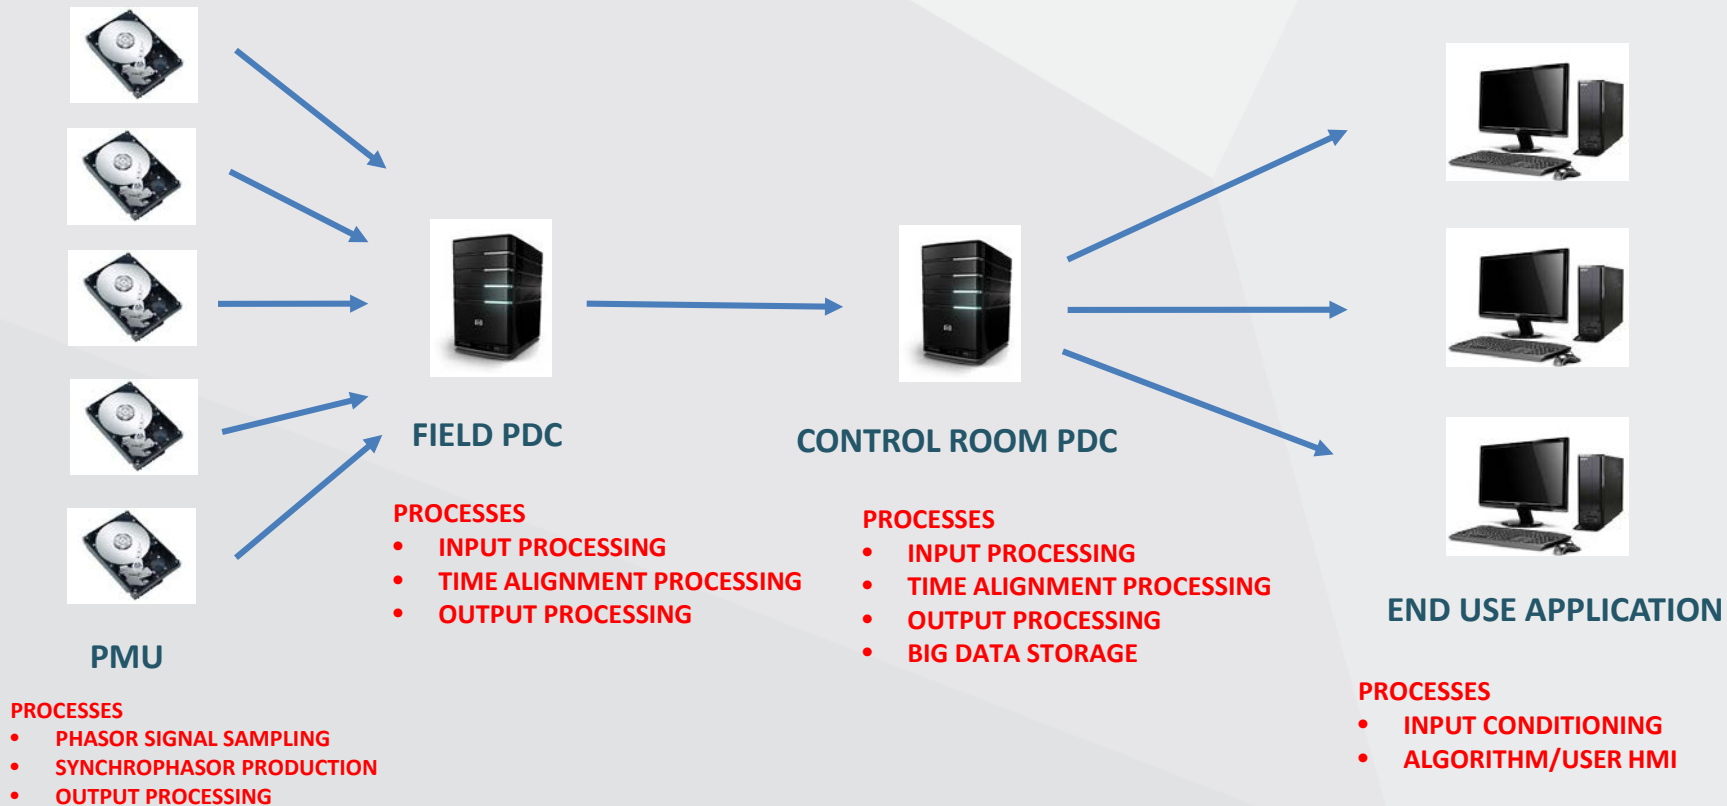 FIELD PDC
CONTROL ROOM PDC
PROCESSES
• INPUT PROCESSING
• TIME ALIGNMENT PROCESSING
• OUTPUT PROCESSING
PROCESSES
• INPUT PROCESSING
• TIME ALIGNMENT PROCESSING
• OUTPUT PROCESSING
• BIG DATA STORAGE
END USE APPLICATION
PMU
PROCESSES
• PHASOR SIGNAL SAMPLING
• SYNCHROPHASOR PRODUCTION
• OUTPUT PROCESSING
PROCESSES
• INPUT CONDITIONING
• ALGORITHM/USER HMI